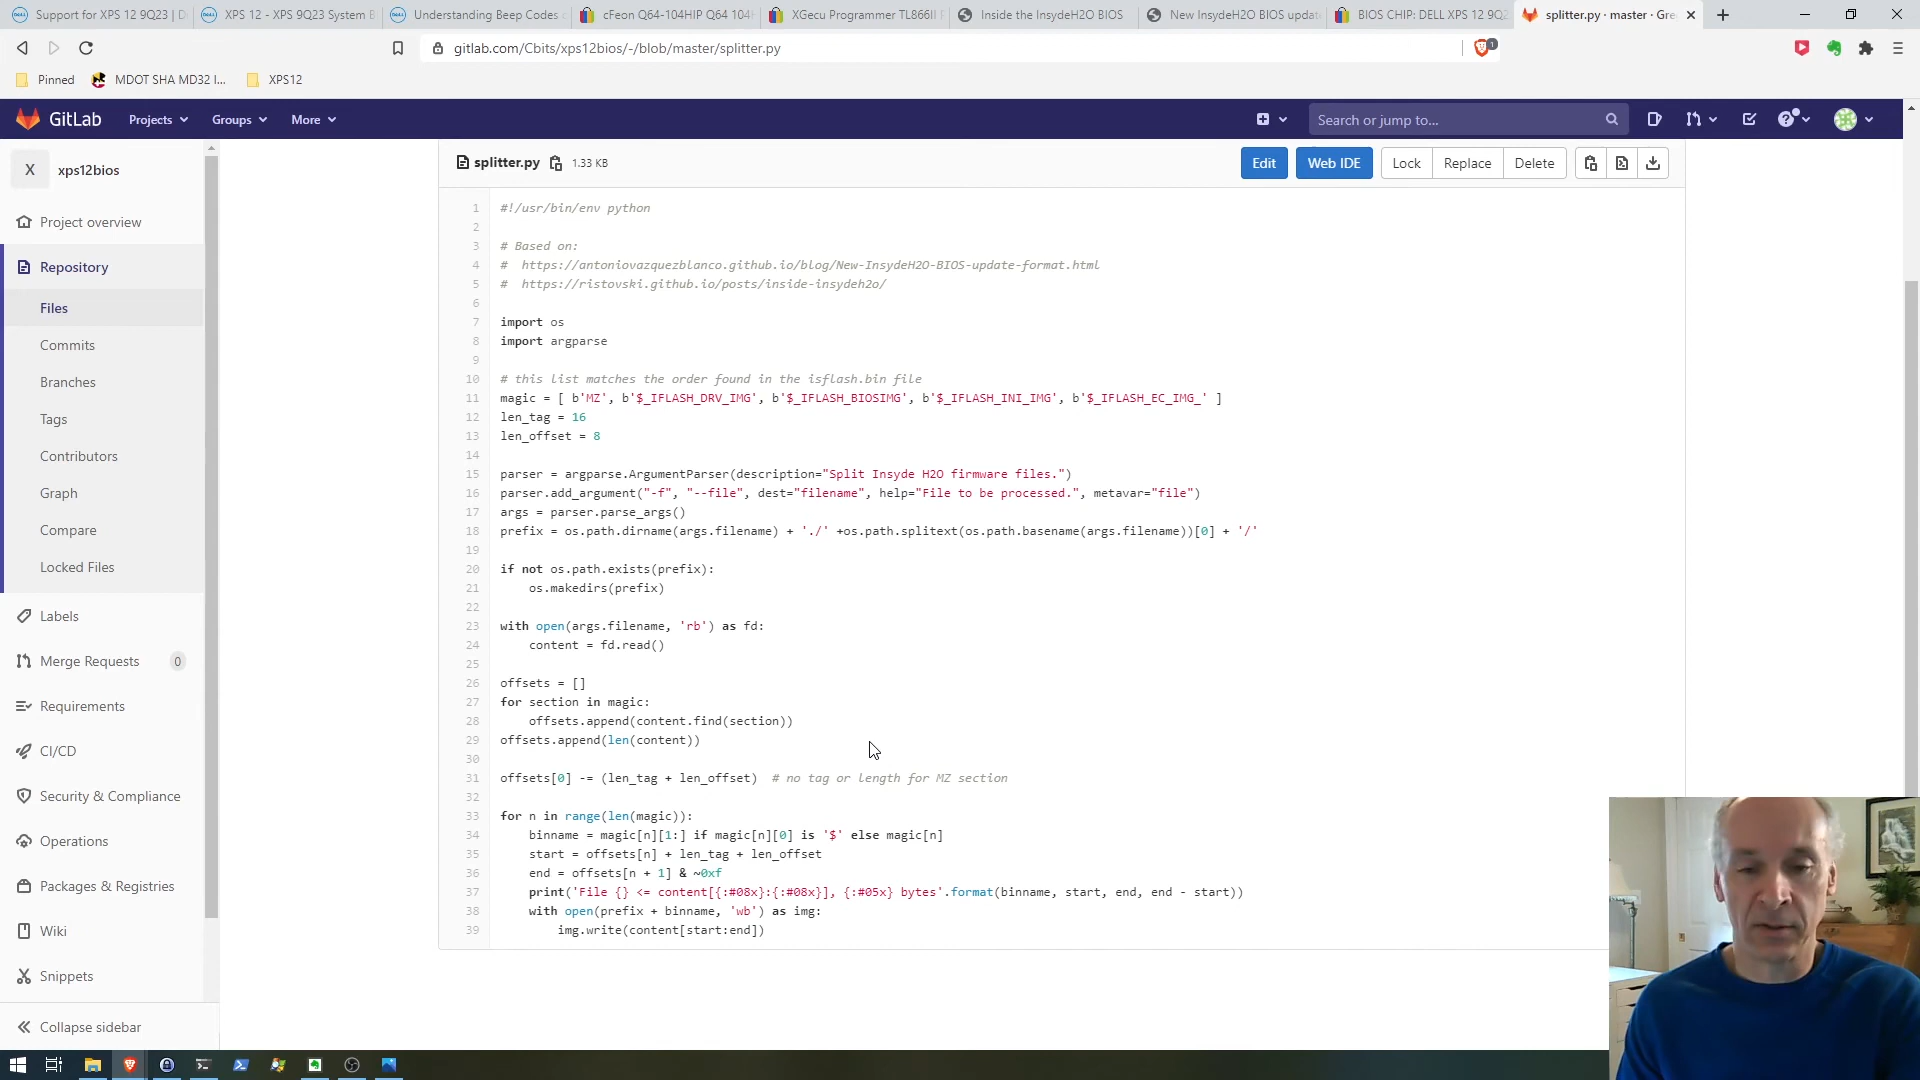 Support for XPS 12 9Q23 | D
XPS 12 - XPS 9Q23 System B
Understanding Beep Codes o
cFeon Q64-104HIP Q64 104
XGecu Programmer TL866II P
Inside the InsydeH2O BIOS
New InsydeH2O BIOS updat
BIOS CHIP: DELL XPS 12 9Q2
splitter.py · master · Gre
gitlab.com/Cbits/xps12bios/-/blob/master/splitter.py
1
Pinned
MDOT SHA MD32 I...
XPS12
GitLab
Projects
Groups
More
Search or jump to...
X
xps12bios
Project overview
Repository
Files
Commits
Branches
Tags
Contributors
Graph
Compare
Locked Files
Labels
Merge Requests 0
Requirements
CI/CD
Security & Compliance
Operations
Packages & Registries
Wiki
Snippets
Collapse sidebar
splitter.py 1.33 KB
Edit
Web IDE
Lock
Replace
Delete
1 #!/usr/bin/env python
2
3 # Based on:
4 #  https://antoniovazquezblanco.github.io/blog/New-InsydeH2O-BIOS-update-format.html
5 #  https://ristovski.github.io/posts/inside-insydeh2o/
6
7 import os
8 import argparse
9
10 # this list matches the order found in the isflash.bin file
11 magic = [ b'MZ', b'$_IFLASH_DRV_IMG', b'$_IFLASH_BIOSIMG', b'$_IFLASH_INI_IMG', b'$_IFLASH_EC_IMG_' ]
12 len_tag = 16
13 len_offset = 8
14
15 parser = argparse.ArgumentParser(description="Split Insyde H2O firmware files.")
16 parser.add_argument("-f", "--file", dest="filename", help="File to be processed.", metavar="file")
17 args = parser.parse_args()
18 prefix = os.path.dirname(args.filename) + './' +os.path.splitext(os.path.basename(args.filename))[0] + '/'
19
20 if not os.path.exists(prefix):
21     os.makedirs(prefix)
22
23 with open(args.filename, 'rb') as fd:
24     content = fd.read()
25
26 offsets = []
27 for section in magic:
28     offsets.append(content.find(section))
29 offsets.append(len(content))
30
31 offsets[0] -= (len_tag + len_offset)  # no tag or length for MZ section
32
33 for n in range(len(magic)):
34     binname = magic[n][1:] if magic[n][0] is '$' else magic[n]
35     start = offsets[n] + len_tag + len_offset
36     end = offsets[n + 1] & ~0xf
37     print('File {} <= content[{:#08x}:{:#08x}], {:#05x} bytes'.format(binname, start, end, end - start))
38     with open(prefix + binname, 'wb') as img:
39         img.write(content[start:end])